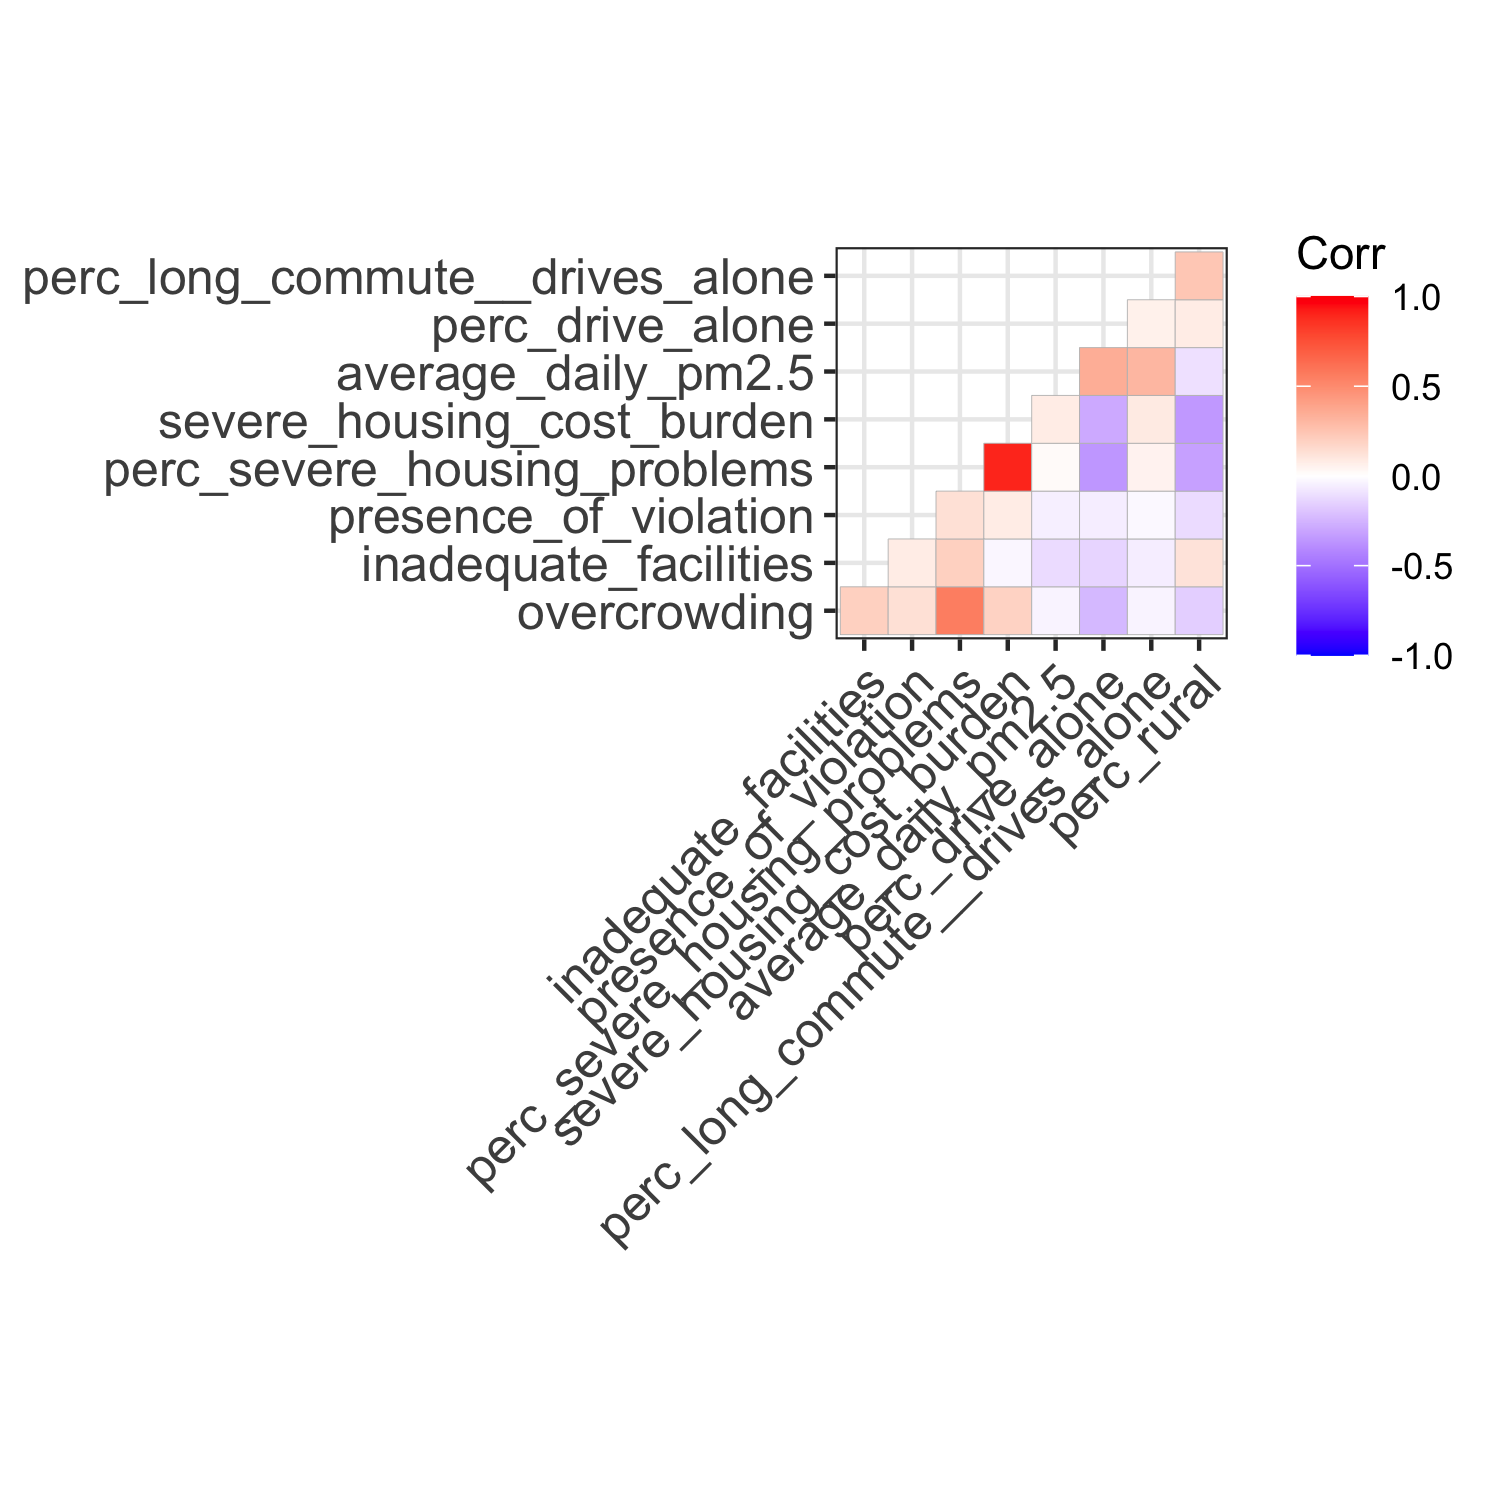 perc_long_commute__drives_alone
perc_drive_alone
average_daily_pm2.5
severe_housing_cost_burden
perc_severe_housing_problems
presence_of_violation
inadequate_facilities
overcrowding
inadequate_facilities
presence_of_violation
perc_severe_housing_problems
severe_housing_cost_burden
average_daily_pm2.5
perc_drive_alone
perc_long_commute__drives_alone
perc_rural
Corr
1.0
0.5
0.0
-0.5
-1.0